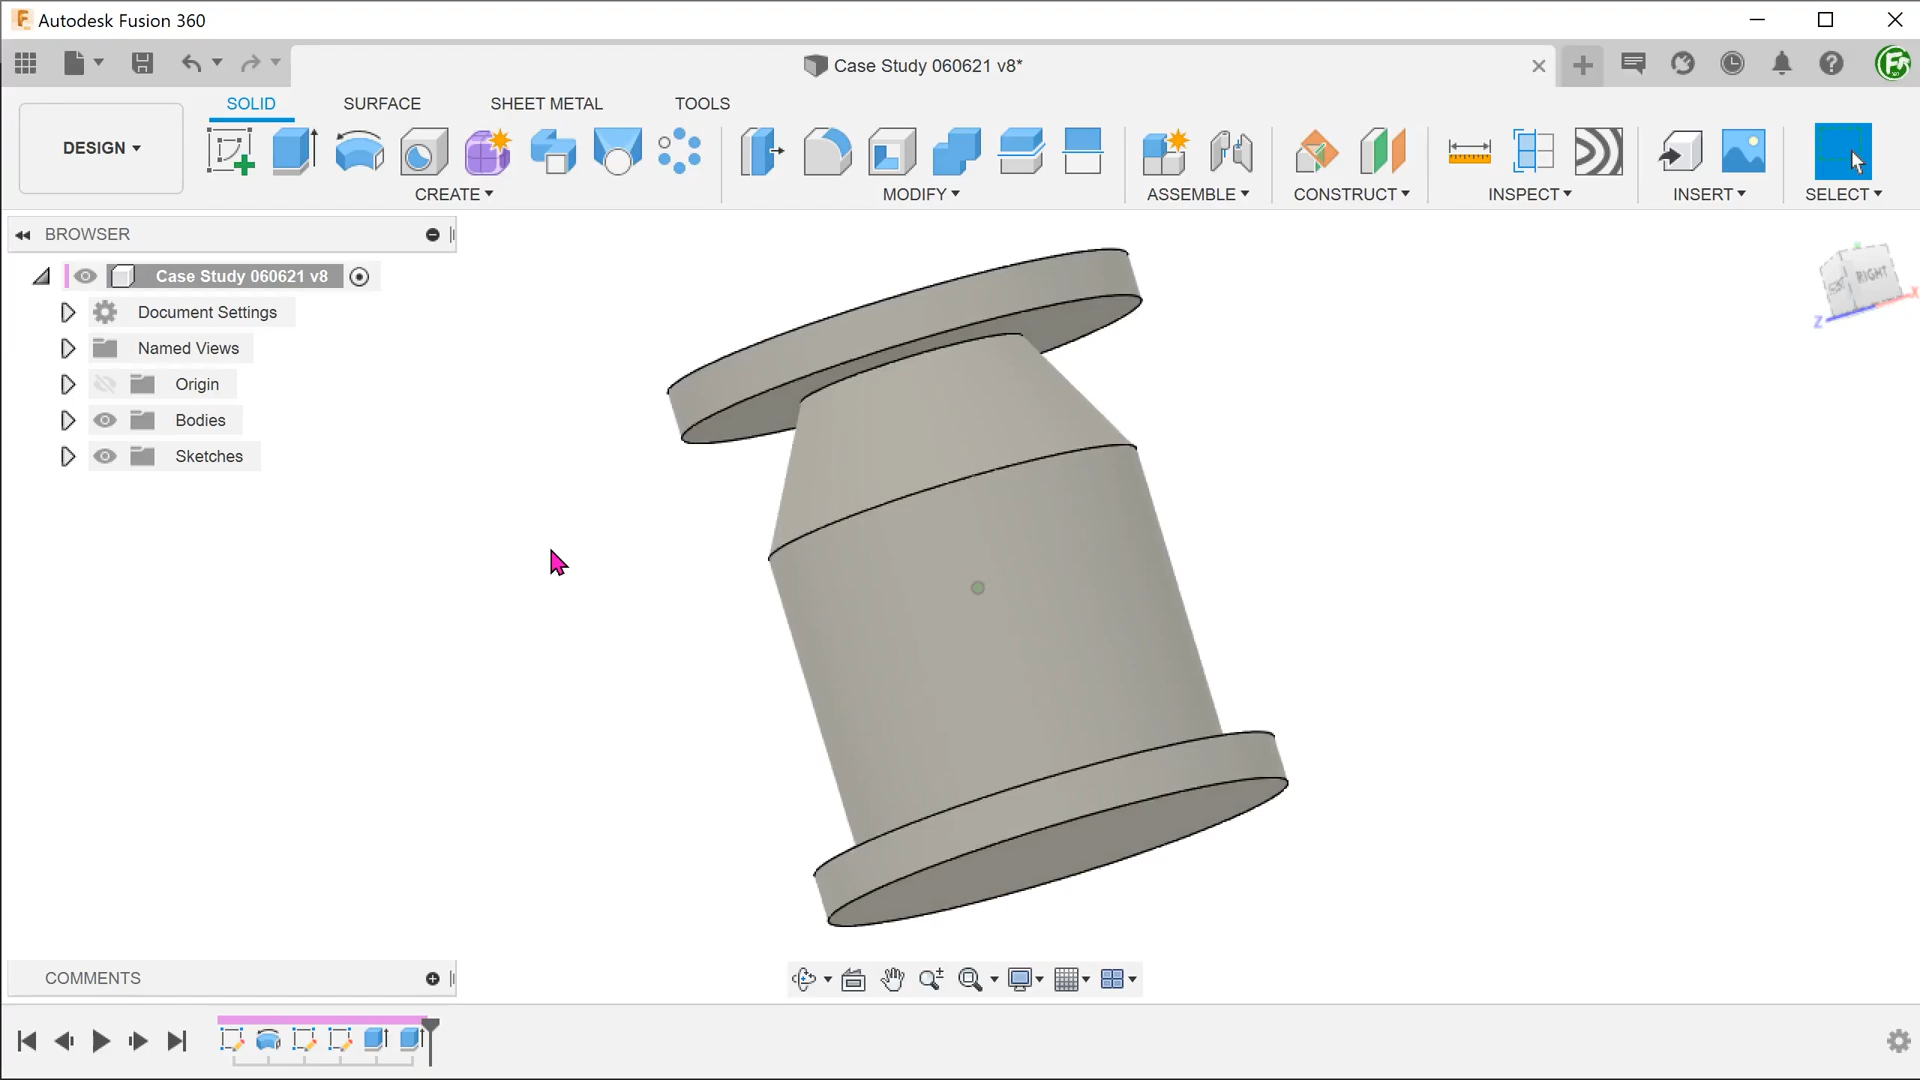 Autodesk Fusion 360
Case Study 060621 v8*
SOLID SURFACE SHEET METAL TOOLS
DESIGN
CREATE MODIFY ASSEMBLE CONSTRUCT INSPECT INSERT SELECT
BROWSER
Case Study 060621 v8
Document Settings
Named Views
Origin
Bodies
Sketches
RIGHT
X
Z
COMMENTS